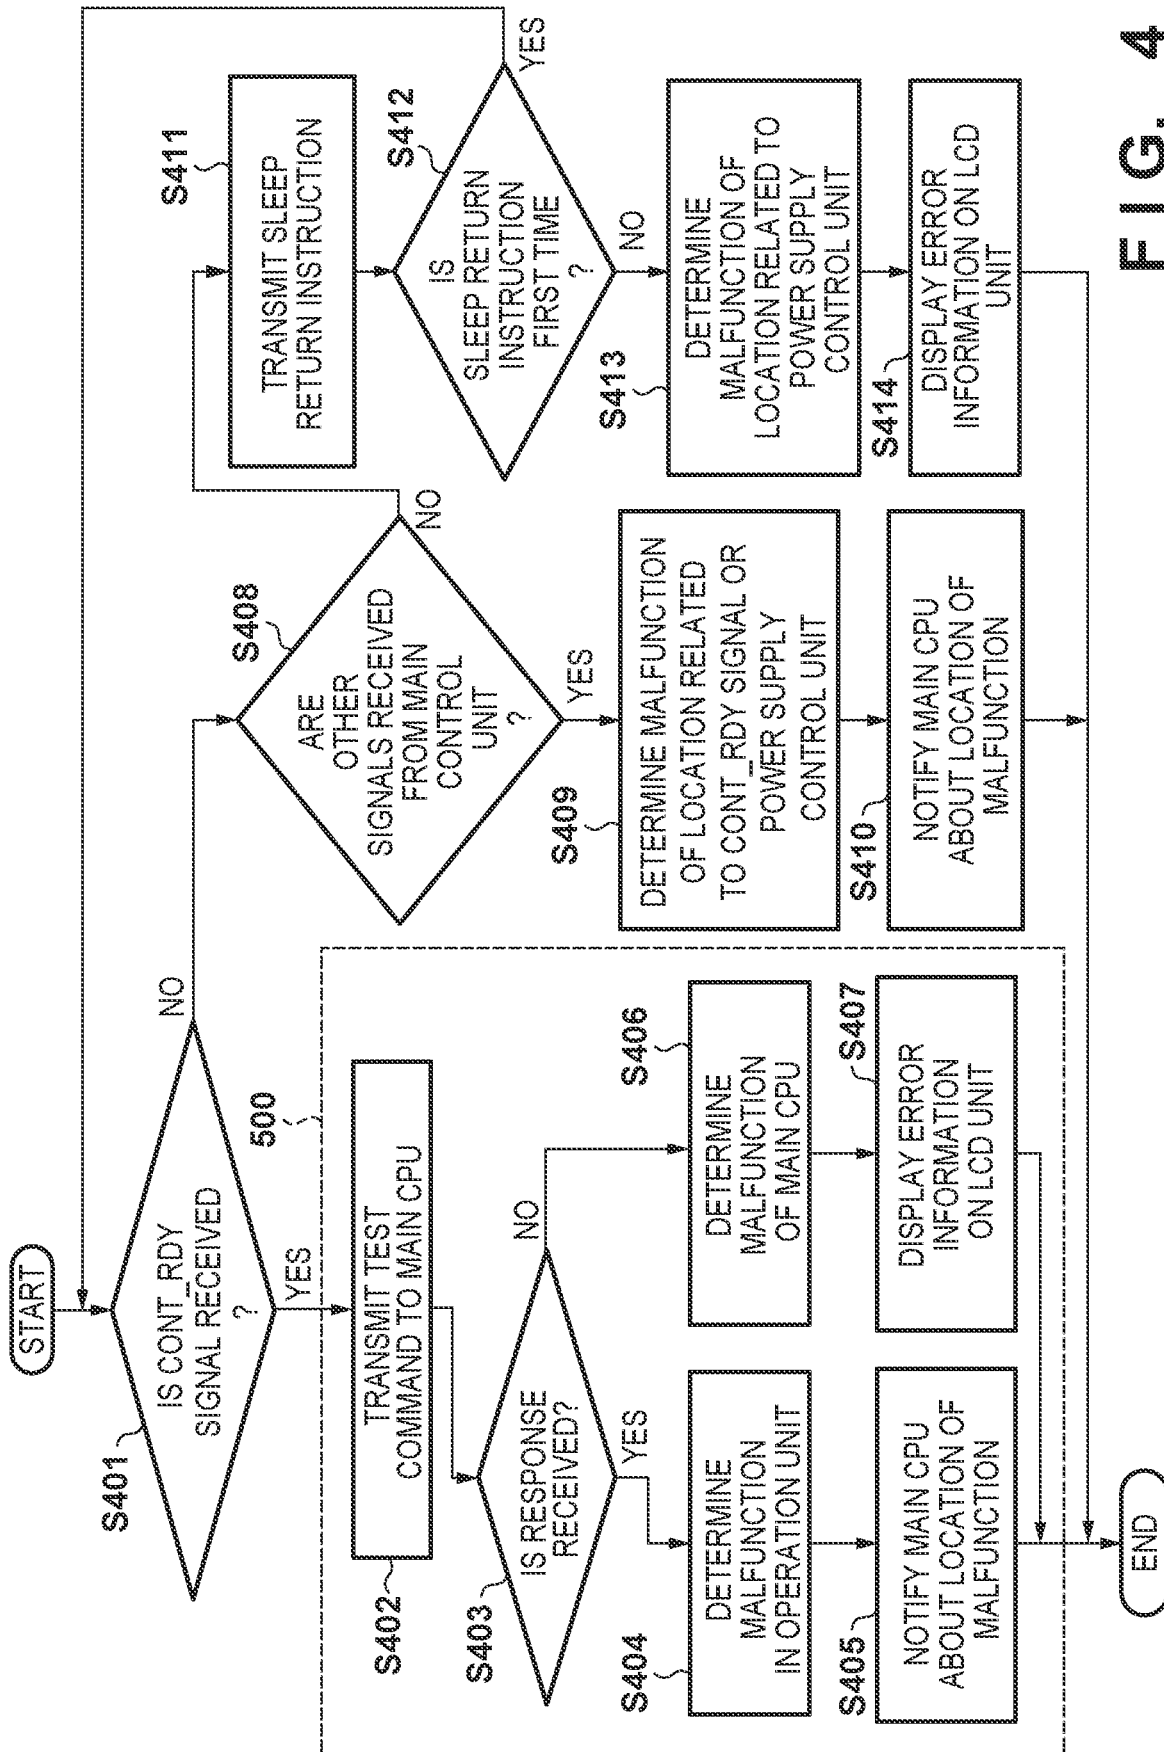 START
S401
IS CONT_RDY
SIGNAL RECEIVED
?
NO
YES
500
S402
TRANSMIT TEST
COMMAND TO MAIN CPU
S403
IS RESPONSE
RECEIVED?
NO
YES
S404
DETERMINE
MALFUNCTION
IN OPERATION UNIT
S405
NOTIFY MAIN CPU
ABOUT LOCATION OF
MALFUNCTION
S406
DETERMINE
MALFUNCTION
OF MAIN CPU
S407
DISPLAY ERROR
INFORMATION
ON LCD UNIT
S408
ARE
OTHER
SIGNALS RECEIVED
FROM MAIN
CONTROL
UNIT
?
NO
YES
S409
DETERMINE MALFUNCTION
OF LOCATION RELATED
TO CONT_RDY SIGNAL OR
POWER SUPPLY
CONTROL UNIT
S410
NOTIFY MAIN CPU
ABOUT LOCATION OF
MALFUNCTION
S411
TRANSMIT SLEEP
RETURN INSTRUCTION
S412
IS
SLEEP RETURN
INSTRUCTION
FIRST TIME
?
YES
NO
S413
DETERMINE
MALFUNCTION OF
LOCATION RELATED TO
POWER SUPPLY
CONTROL UNIT
S414
DISPLAY ERROR
INFORMATION ON LCD
UNIT
END
FIG. 4